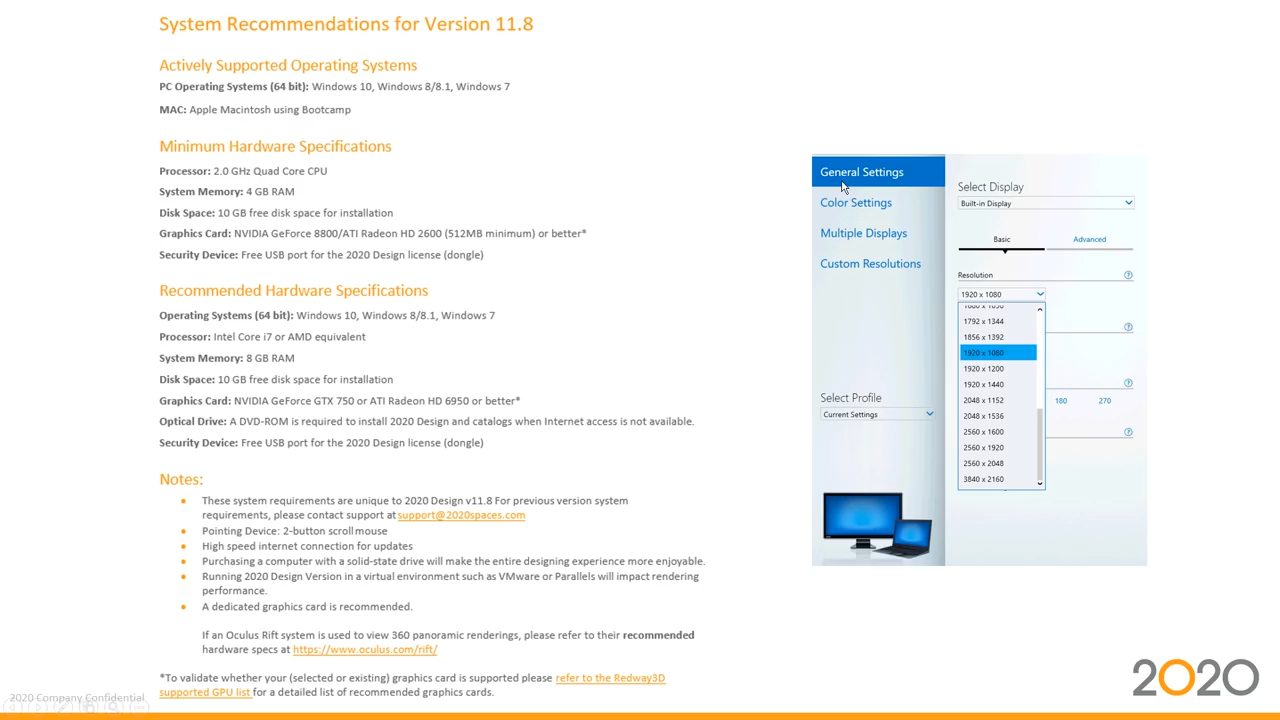 System Recommendations for Version 11.8
Actively Supported Operating Systems
PC Operating Systems (64 bit): Windows 10, Windows 8/8.1, Windows 7
MAC: Apple Macintosh using Bootcamp
Minimum Hardware Specifications
Processor: 2.0 GHz Quad Core CPU
System Memory: 4 GB RAM
Disk Space: 10 GB free disk space for installation
Graphics Card: NVIDIA GeForce 8800/ATI Radeon HD 2600 (512MB minimum) or better*
Security Device: Free USB port for the 2020 Design license (dongle)
Recommended Hardware Specifications
Operating Systems (64 bit): Windows 10, Windows 8/8.1, Windows 7
Processor: Intel Core i7 or AMD equivalent
System Memory: 8 GB RAM
Disk Space: 10 GB free disk space for installation
Graphics Card: NVIDIA GeForce GTX 750 or ATI Radeon HD 6950 or better*
Optical Drive: A DVD-ROM is required to install 2020 Design and catalogs when Internet access is not available.
Security Device: Free USB port for the 2020 Design license (dongle)
Notes:
• These system requirements are unique to 2020 Design v11.8 For previous version system
requirements, please contact support at support@2020spaces.com
• Pointing Device: 2-button scroll mouse
• High speed internet connection for updates
• Purchasing a computer with a solid-state drive will make the entire designing experience more enjoyable.
• Running 2020 Design Version in a virtual environment such as VMware or Parallels will impact rendering
performance.
• A dedicated graphics card is recommended.
If an Oculus Rift system is used to view 360 panoramic renderings, please refer to their recommended
hardware specs at https://www.oculus.com/rift/
*To validate whether your (selected or existing) graphics card is supported please refer to the Redway3D
supported GPU list for a detailed list of recommended graphics cards.
2020 Company Confidential
General Settings
Color Settings
Multiple Displays
Custom Resolutions
Select Profile
Current Settings
Select Display
Built-in Display
Basic
Advanced
Resolution
1920 x 1080
1792 x 1344
1856 x 1392
1920 x 1080
1920 x 1200
1920 x 1440
2048 x 1152
2048 x 1536
2560 x 1600
2560 x 1920
2560 x 2048
3840 x 2160
180
270
2020